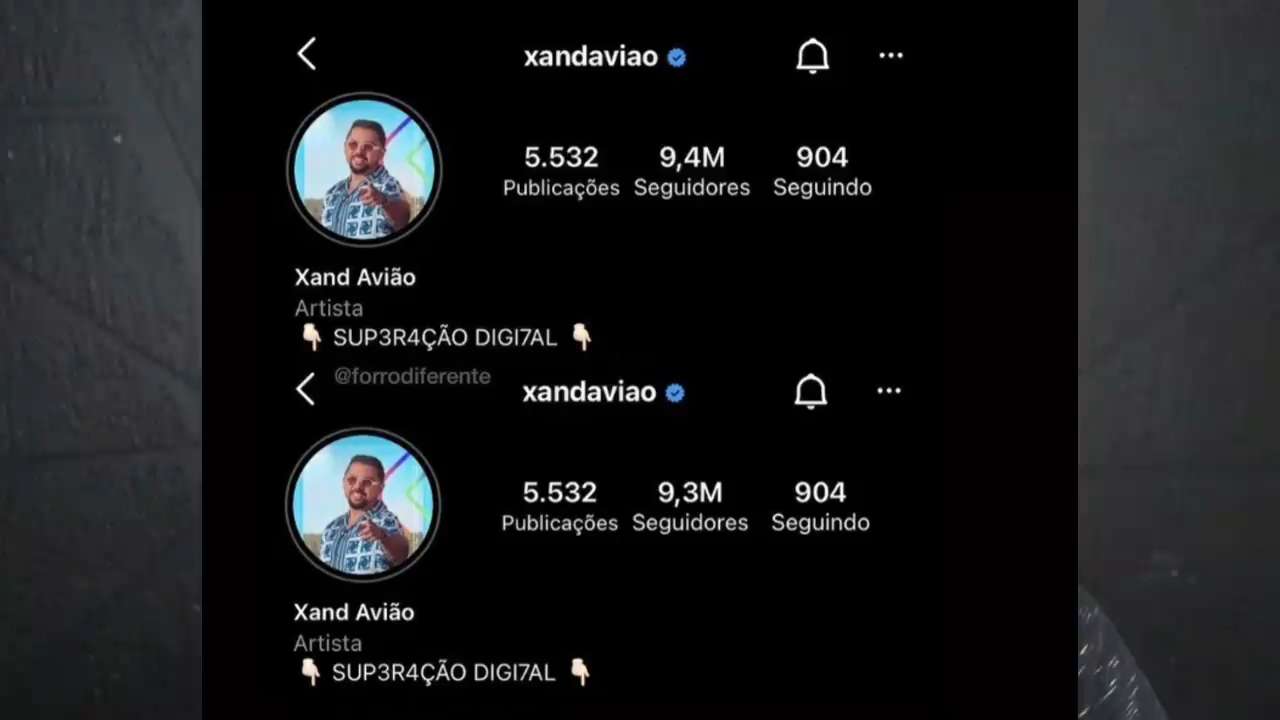 xandaviao
5.532 9,4M 904
Publicações Seguidores Seguindo
Xand Avião
Artista
👇🏻 SUP3R4ÇÃO DIGI7AL 👇🏻
@forrodiferente
xandaviao
5.532 9,3M 904
Publicações Seguidores Seguindo
Xand Avião
Artista
👇🏻 SUP3R4ÇÃO DIGI7AL 👇🏻